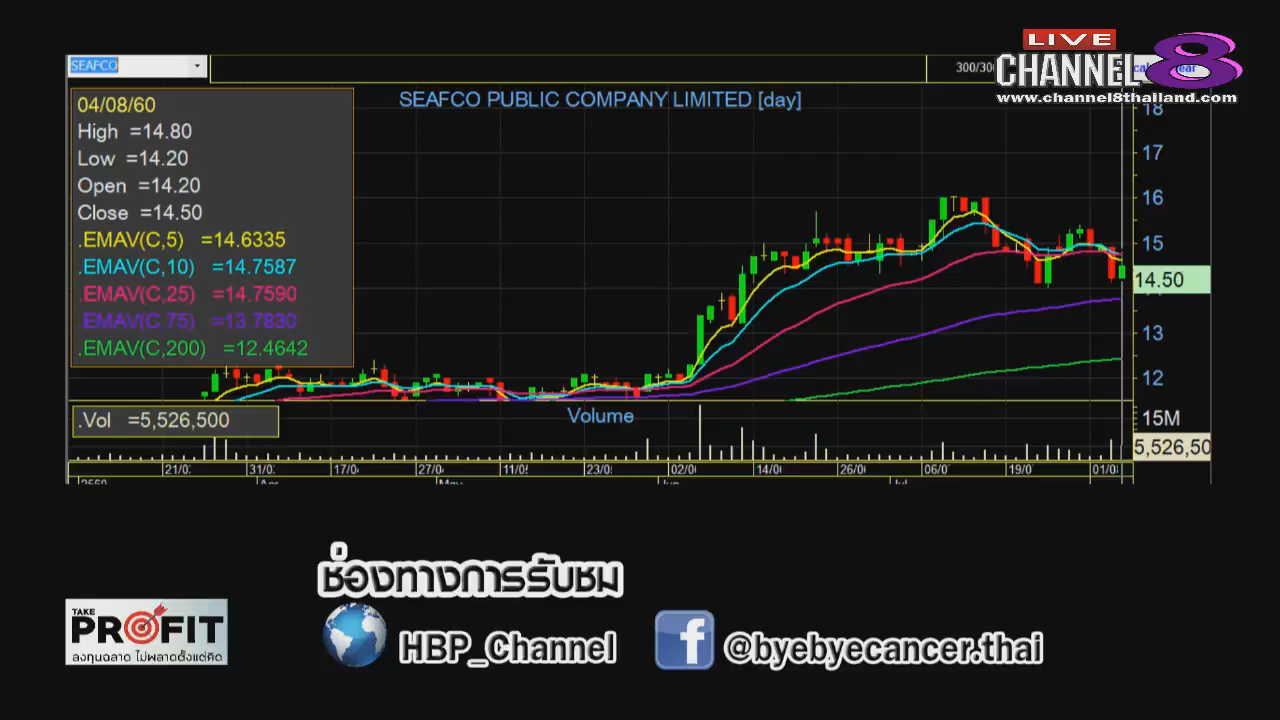 LIVE
CHANNEL 8
www.channel8thailand.com
SEAFCO
300/300
SEAFCO PUBLIC COMPANY LIMITED [day]
04/08/60
High =14.80
Low =14.20
Open =14.20
Close =14.50
.EMAV(C,5) =14.6335
.EMAV(C,10) =14.7587
.EMAV(C,25) =14.7590
.EMAV(C,75) =13.7830
.EMAV(C,200) =12.4642
18
17
16
15
14.50
13
12
.Vol =5,526,500
Volume
15M
5,526,50
21/0 31/0 17/0 27/0 11/0 23/0 02/0 14/0 26/0 06/0 19/0 01/0
2560 Apr May Jun Jul
ช่องทางการรับชม
TAKE
PROFIT
ลงทุนฉลาด ไม่พลาดตั้งแต่คิด
HBP_Channel
f @byebyecancer.thai